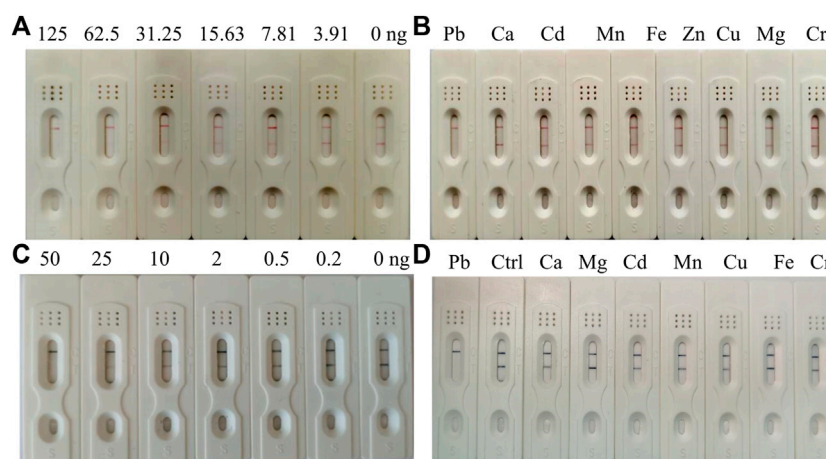 A
125 62.5 31.25 15.63 7.81 3.91 0 ng
B
Pb Ca Cd Mn Fe Zn Cu Mg Cr
C
50 25 10 2 0.5 0.2 0 ng
D
Pb Ctrl Ca Mg Cd Mn Cu Fe Cr